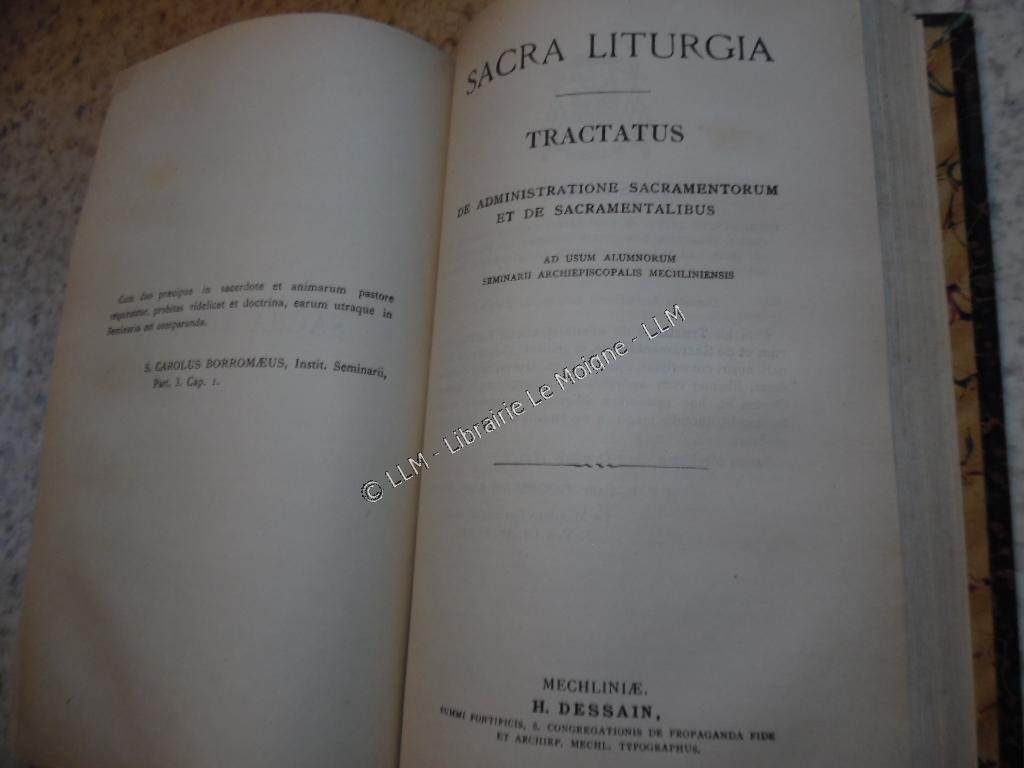 Cum duo præcipue in sacerdote et animarum pastore
requirantur, probitas videlicet et doctrina, earum utraque in
Seminario est comparanda.
S. CAROLUS BORROMÆUS, Instit. Seminarii,
Part. 3. Cap. 1.
SACRA LITURGIA
TRACTATUS
DE ADMINISTRATIONE SACRAMENTORUM
ET DE SACRAMENTALIBUS
AD USUM ALUMNORUM
SEMINARII ARCHIEPISCOPALIS MECHLINIENSIS
© LLM - Librairie Le Moigne - LLM
MECHLINIÆ.
H. DESSAIN,
SUMMI PONTIFICIS, S. CONGREGATIONIS DE PROPAGANDA FIDE
ET ARCHIEP. MECHL. TYPOGRAPHUS.